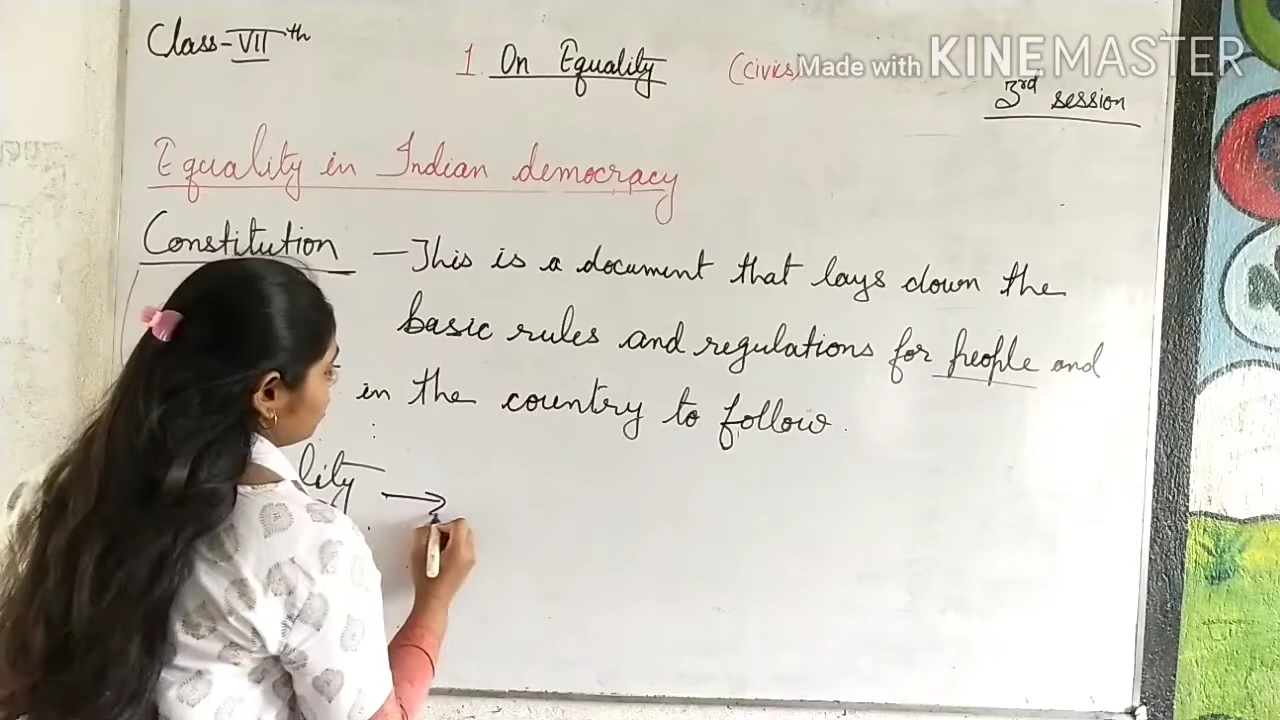 Class-VIIth
1. On Equality (civics)
Made with KINEMASTER
3rd session
Equality in Indian democracy
Constitution - This is a document that lays down the
basic rules and regulations for people and
in the country to follow.
lity →